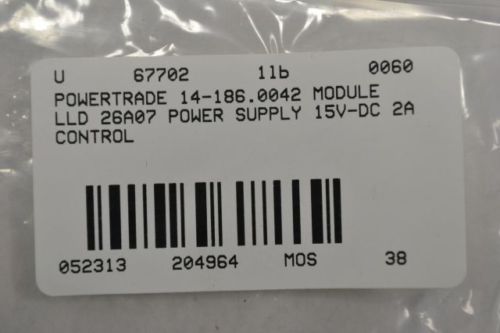 U 67702 11b 0060
POWERTRADE 14-186.0042 MODULE
LLD 26A07 POWER SUPPLY 15V-DC 2A
CONTROL
052313 204964 MOS 38